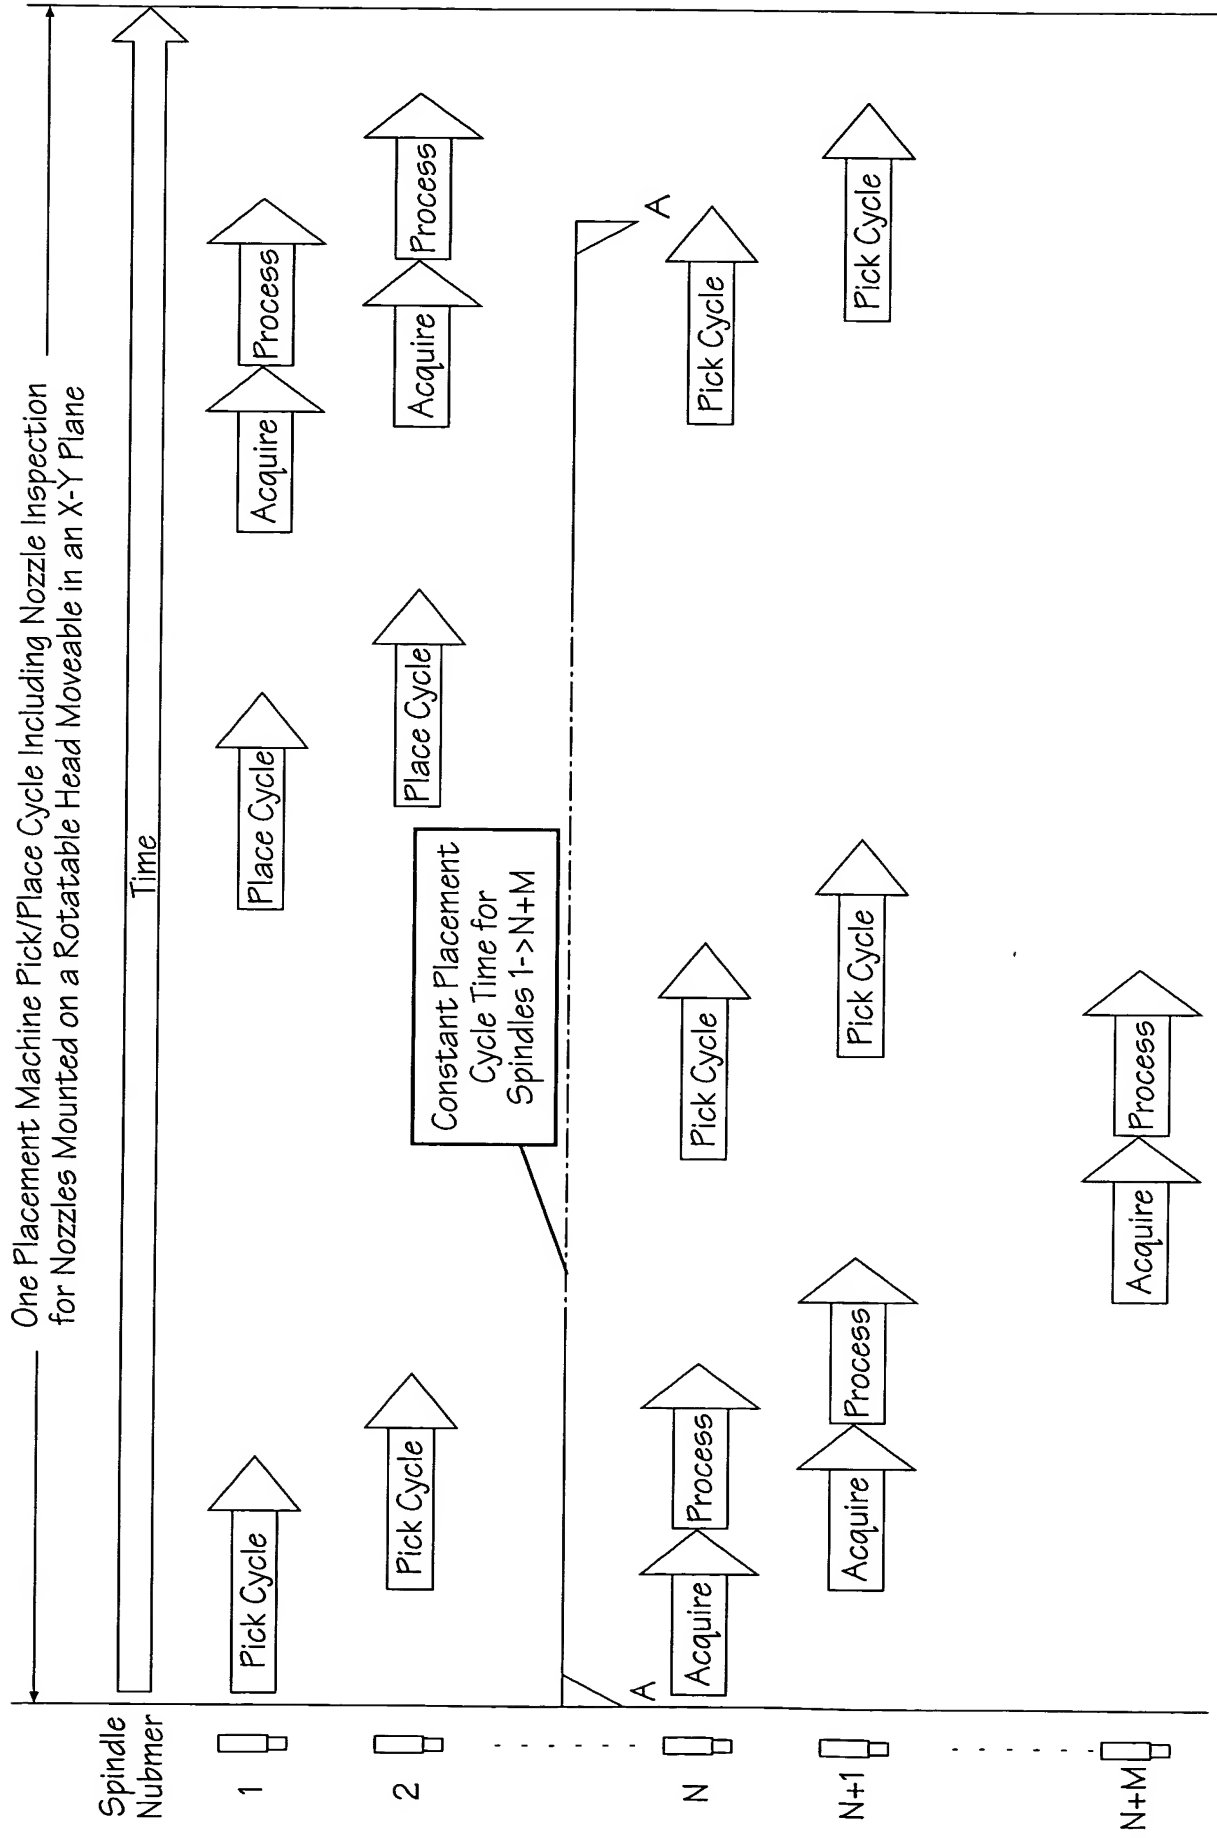 One Placement Machine Pick/Place Cycle Including Nozzle Inspection
for Nozzles Mounted on a Rotatable Head Moveable in an X-Y Plane
Spindle
Nubmer
Time
1
Pick Cycle
Place Cycle
Acquire
Process
2
Pick Cycle
Place Cycle
Acquire
Process
Constant Placement
Cycle Time for
Spindles 1->N+M
A
A
N
Acquire
Process
Pick Cycle
Pick Cycle
N+1
Acquire
Process
Pick Cycle
Pick Cycle
N+M
Acquire
Process